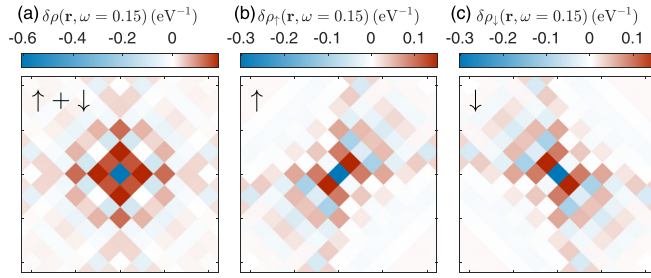 (a) δρ(r, ω = 0.15) (eV⁻¹)
-0.6 -0.4 -0.2 0
↑ + ↓
(b) δρ↑(r, ω = 0.15) (eV⁻¹)
-0.3 -0.2 -0.1 0 0.1
↑
(c) δρ↓(r, ω = 0.15) (eV⁻¹)
-0.3 -0.2 -0.1 0 0.1
↓